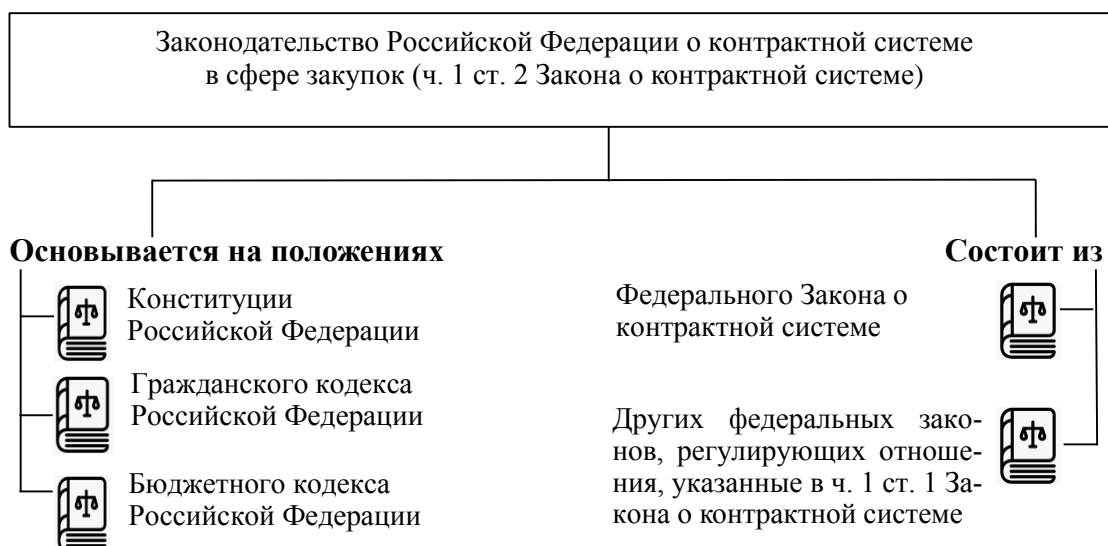 Законодательство Российской Федерации о контрактной системе
в сфере закупок (ч. 1 ст. 2 Закона о контрактной системе)
Основывается на положениях
Конституции
Российской Федерации
Гражданского кодекса
Российской Федерации
Бюджетного кодекса
Российской Федерации
Состоит из
Федерального Закона о
контрактной системе
Других федеральных зако-
нов, регулирующих отноше-
ния, указанные в ч. 1 ст. 1 За-
кона о контрактной системе